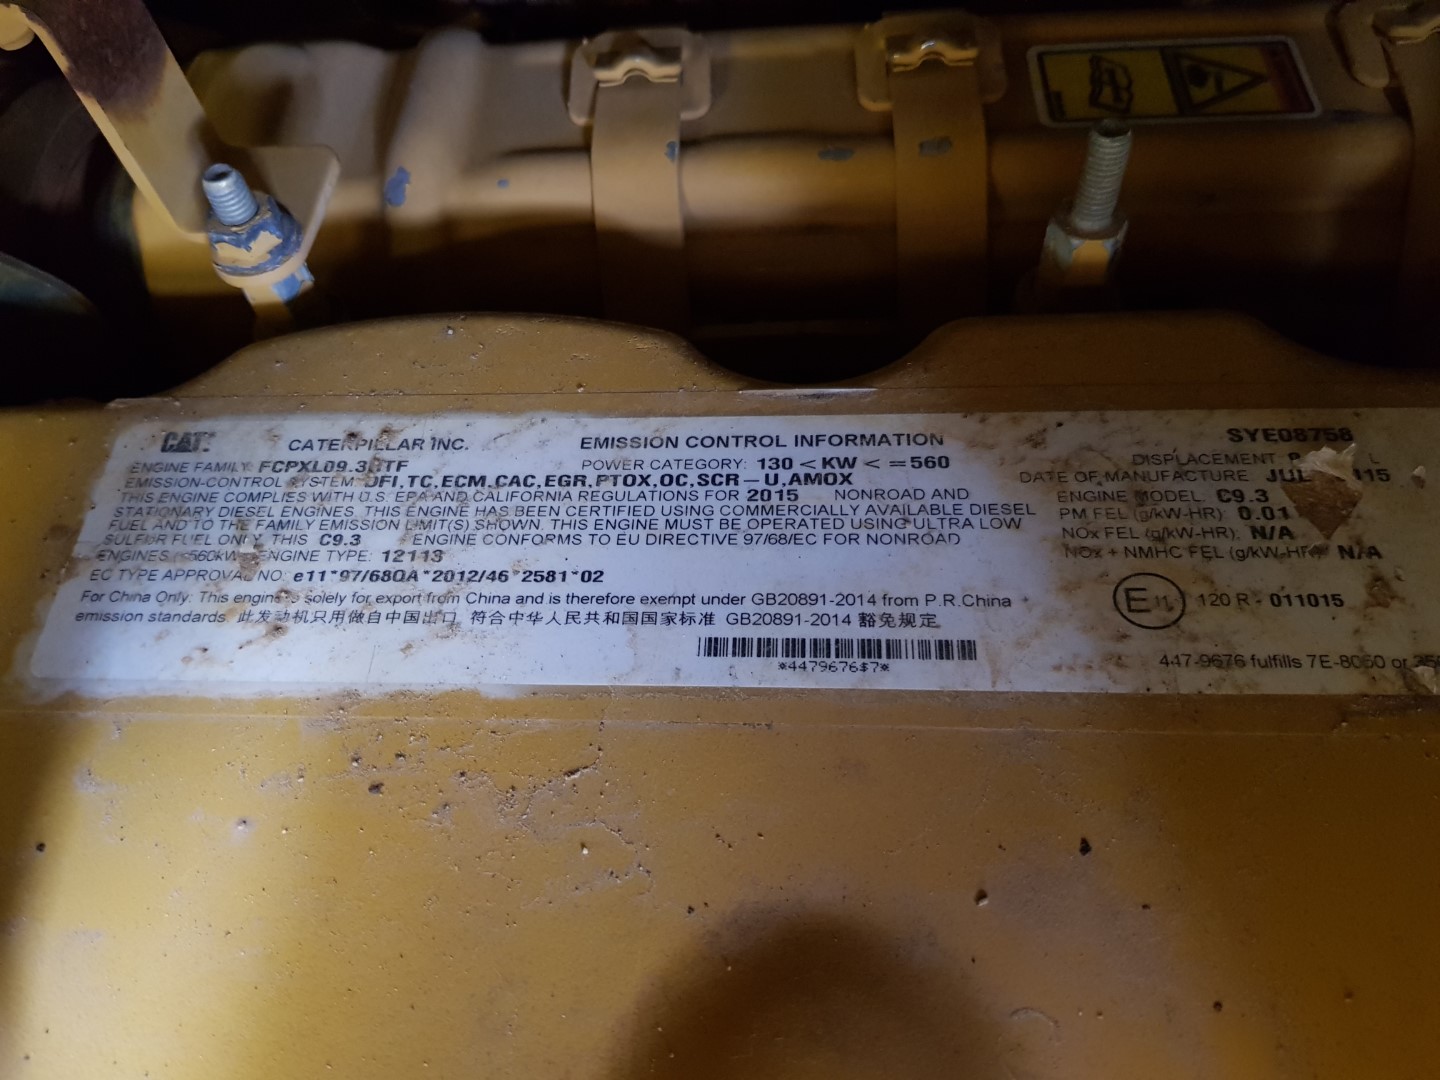 CAT CATERPILLAR INC. EMISSION CONTROL INFORMATION SYE08758
ENGINE FAMILY: POWER CATEGORY: 130 < KW < =560 DISPLACEMENT: L
EMISSION-CONTROL SYSTEM: DFI,TC,ECM,CAC,EGR,PTOX,OC,SCR-U,AMOX DATE OF MANUFACTURE
THIS ENGINE COMPLIES WITH U.S. EPA AND CALIFORNIA REGULATIONS FOR 2015 NONROAD AND ENGINE MODEL: C9.3
STATIONARY DIESEL ENGINES. THIS ENGINE HAS BEEN CERTIFIED USING COMMERCIALLY AVAILABLE DIESEL PM FEL (g/kW-HR):
FUEL AND TO THE FAMILY EMISSION LIMIT(S) SHOWN. THIS ENGINE MUST BE OPERATED USING ULTRA LOW NOx FEL (g/kW-HR): N/A
SULFUR FUEL ONLY. THIS C9.3 ENGINE CONFORMS TO EU DIRECTIVE 97/68/EC FOR NONROAD NOx + NMHC FEL (g/kW-HR): N/A
ENGINES <560kW. ENGINE TYPE: 12113
EC TYPE APPROVAL NO: e11*97/68QA*2012/46*2581*02
For China Only: This engine is solely for export from China and is therefore exempt under GB20891-2014 from P.R.China
emission standards. 此发动机只用做自中国出口, 符合中华人民共和国国家标准 GB20891-2014 豁免规定
E 11 120 R - 011015
*4479676$7*
447-9676 fulfills 7E-8060 or